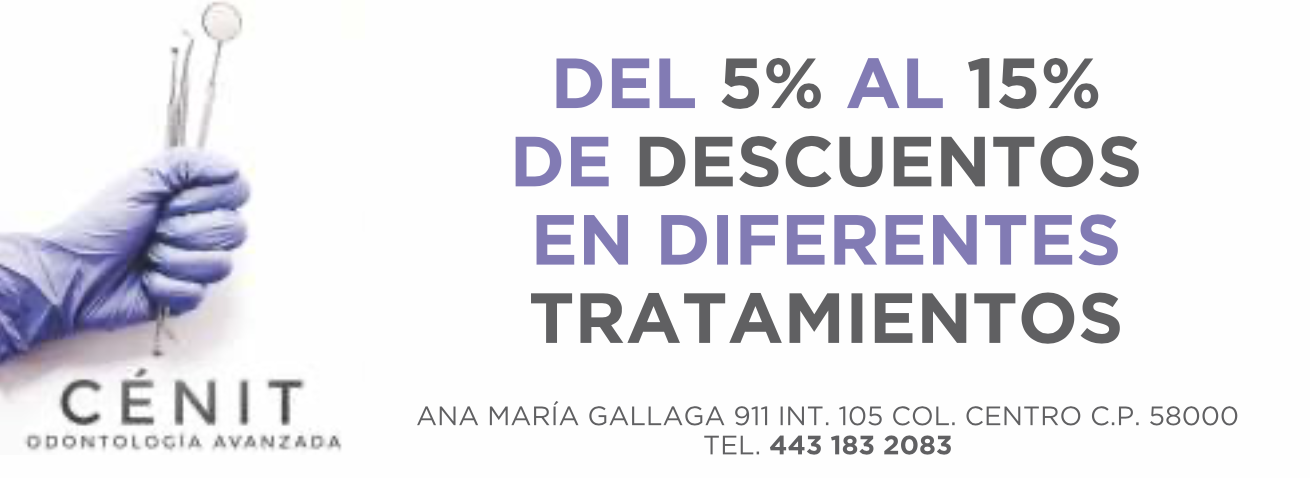 DEL 5% AL 15%
DE DESCUENTOS
EN DIFERENTES
TRATAMIENTOS
CÉNIT
ODONTOLOGÍA AVANZADA
ANA MARÍA GALLAGA 911 INT. 105 COL. CENTRO C.P. 58000
TEL. 443 183 2083